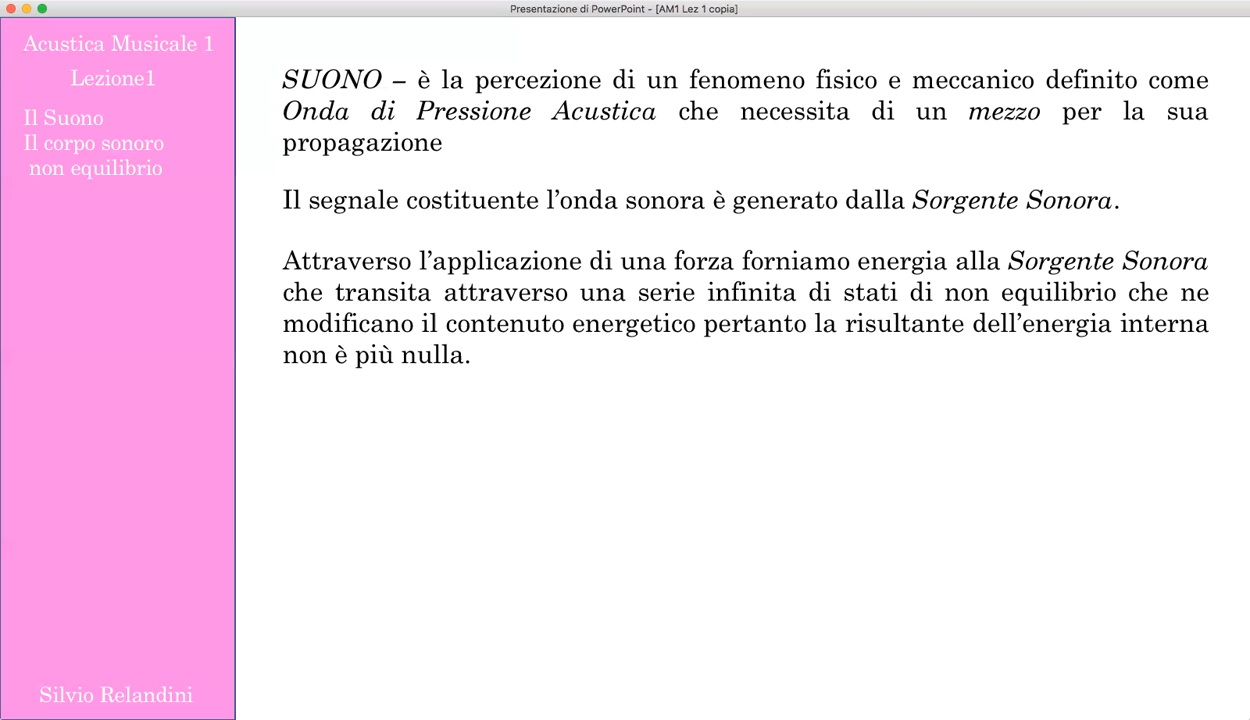 Presentazione di PowerPoint - [AM1 Lez 1 copia]
Acustica Musicale 1
Lezione1
Il Suono
Il corpo sonoro
non equilibrio
SUONO – è la percezione di un fenomeno fisico e meccanico definito come
Onda di Pressione Acustica che necessita di un mezzo per la sua
propagazione
Il segnale costituente l’onda sonora è generato dalla Sorgente Sonora.
Attraverso l’applicazione di una forza forniamo energia alla Sorgente Sonora
che transita attraverso una serie infinita di stati di non equilibrio che ne
modificano il contenuto energetico pertanto la risultante dell’energia interna
non è più nulla.
Silvio Relandini